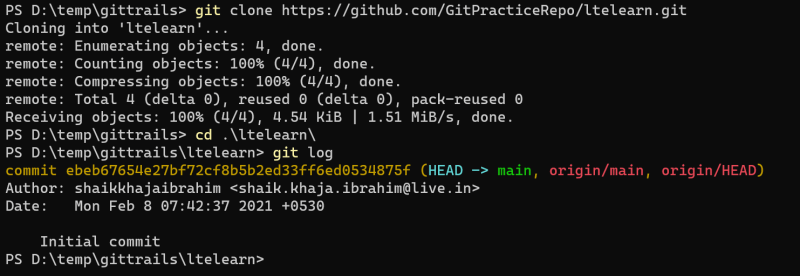 PS D:\temp\gittrails> git clone https://github.com/GitPracticeRepo/ltelearn.git
Cloning into 'ltelearn'...
remote: Enumerating objects: 4, done.
remote: Counting objects: 100% (4/4), done.
remote: Compressing objects: 100% (4/4), done.
remote: Total 4 (delta 0), reused 0 (delta 0), pack-reused 0
Receiving objects: 100% (4/4), 4.54 KiB | 1.51 MiB/s, done.
PS D:\temp\gittrails> cd .\ltelearn\
PS D:\temp\gittrails\ltelearn> git log
commit ebeb67654e27bf72cf8b5b2ed33ff6ed0534875f (HEAD -> main, origin/main, origin/HEAD)
Author: shaikkhajaibrahim <shaik.khaja.ibrahim@live.in>
Date:   Mon Feb 8 07:42:37 2021 +0530
    Initial commit
PS D:\temp\gittrails\ltelearn>